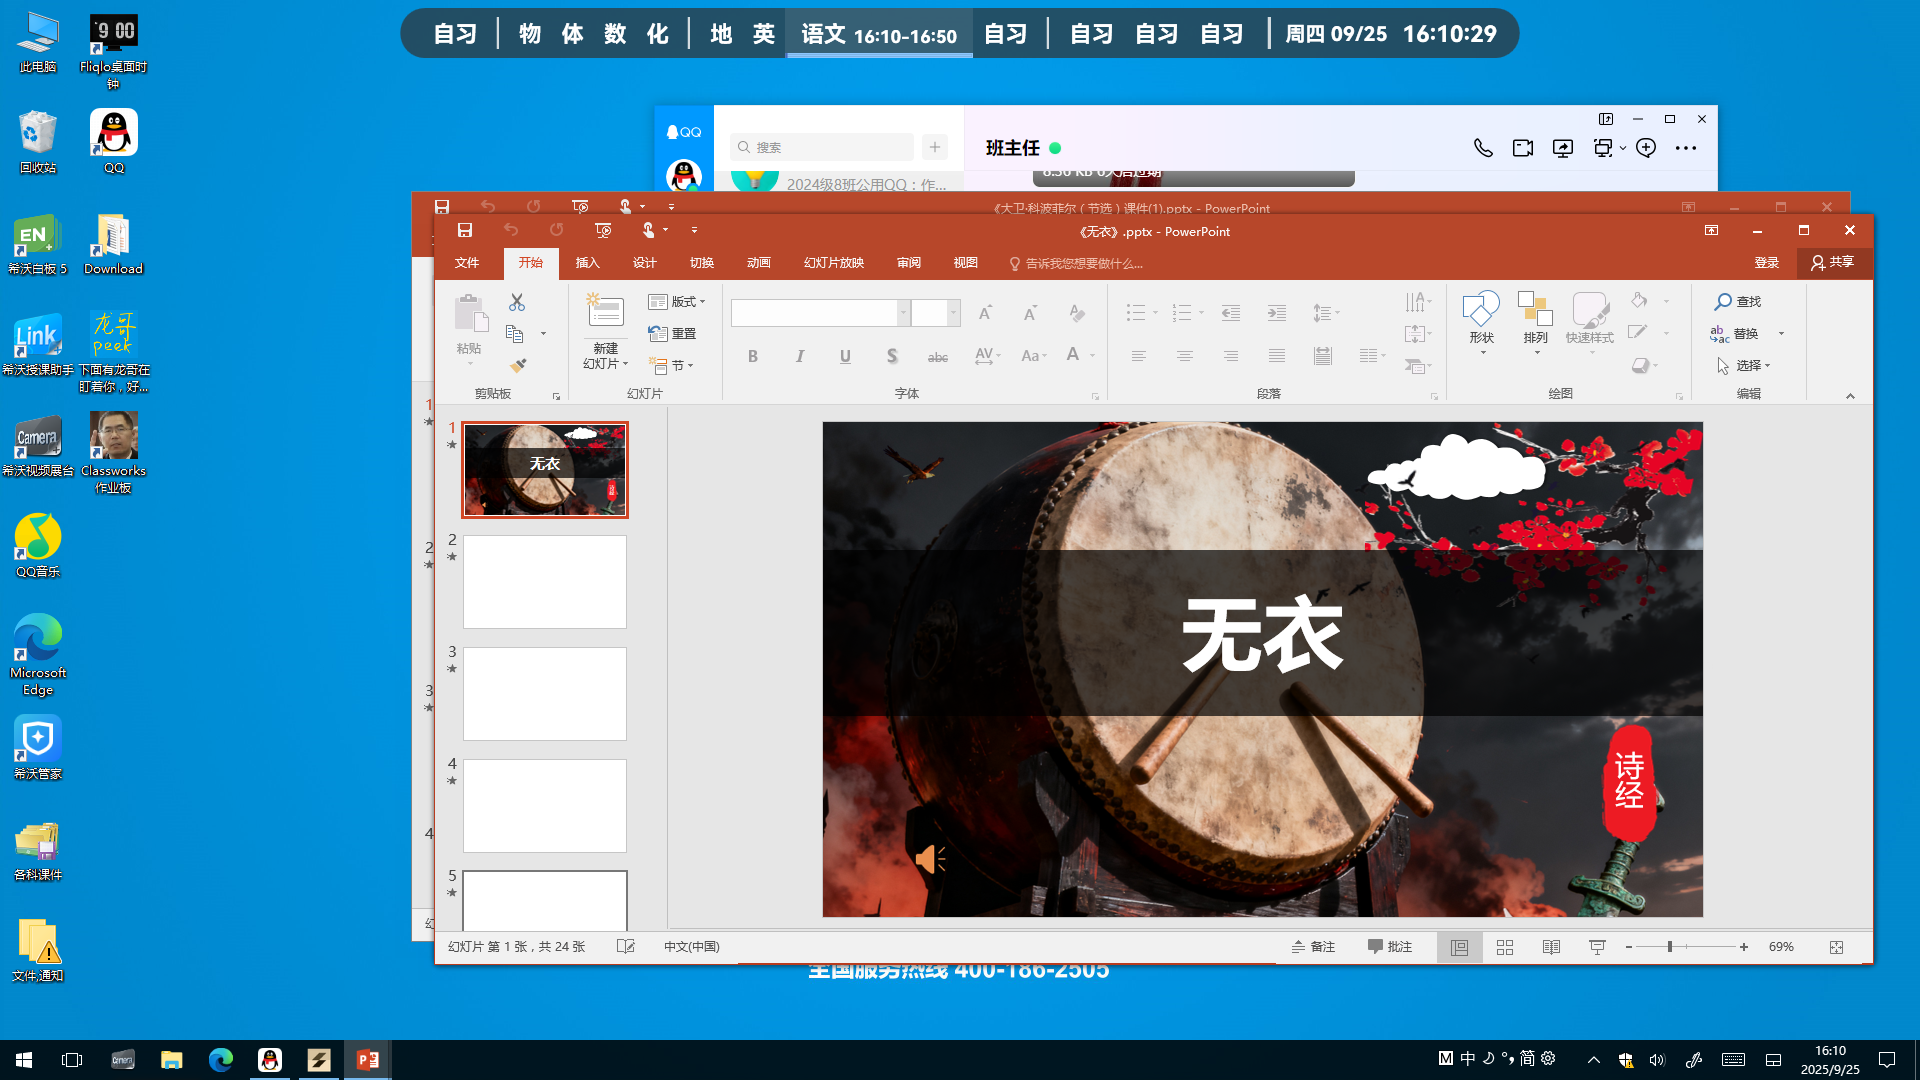 自习 物 体 数 化 地 英 语文 16:10-16:50 自习 自习 自习 自习 周四 09/25 16:10:29
此电脑
Fliqlo桌面时钟
回收站
QQ
希沃白板 5
Download
希沃授课助手
下面有龙哥在盯着你，好...
龙哥
peek
希沃视频展台
Classworks
作业板
QQ音乐
Microsoft
Edge
希沃管家
各科课件
文件,通知
QQ
搜索
2024级8班公用QQ：作...
班主任
《大卫·科波菲尔（节选）课件(1).pptx - PowerPoint
《无衣》.pptx - PowerPoint
文件 开始 插入 设计 切换 动画 幻灯片放映 审阅 视图 告诉我您想要做什么... 登录 共享
粘贴
剪贴板
新建
幻灯片
版式
重置
节
幻灯片
B I U S abc AV Aa A
字体
段落
形状 排列 快速样式
绘图
查找
替换
选择
编辑
1
2
3
4
5
无衣
诗经
幻灯片 第 1 张，共 24 张 中文(中国) 备注 批注 69%
全国服务热线 400-186-2505
M 中 简
16:10
2025/9/25